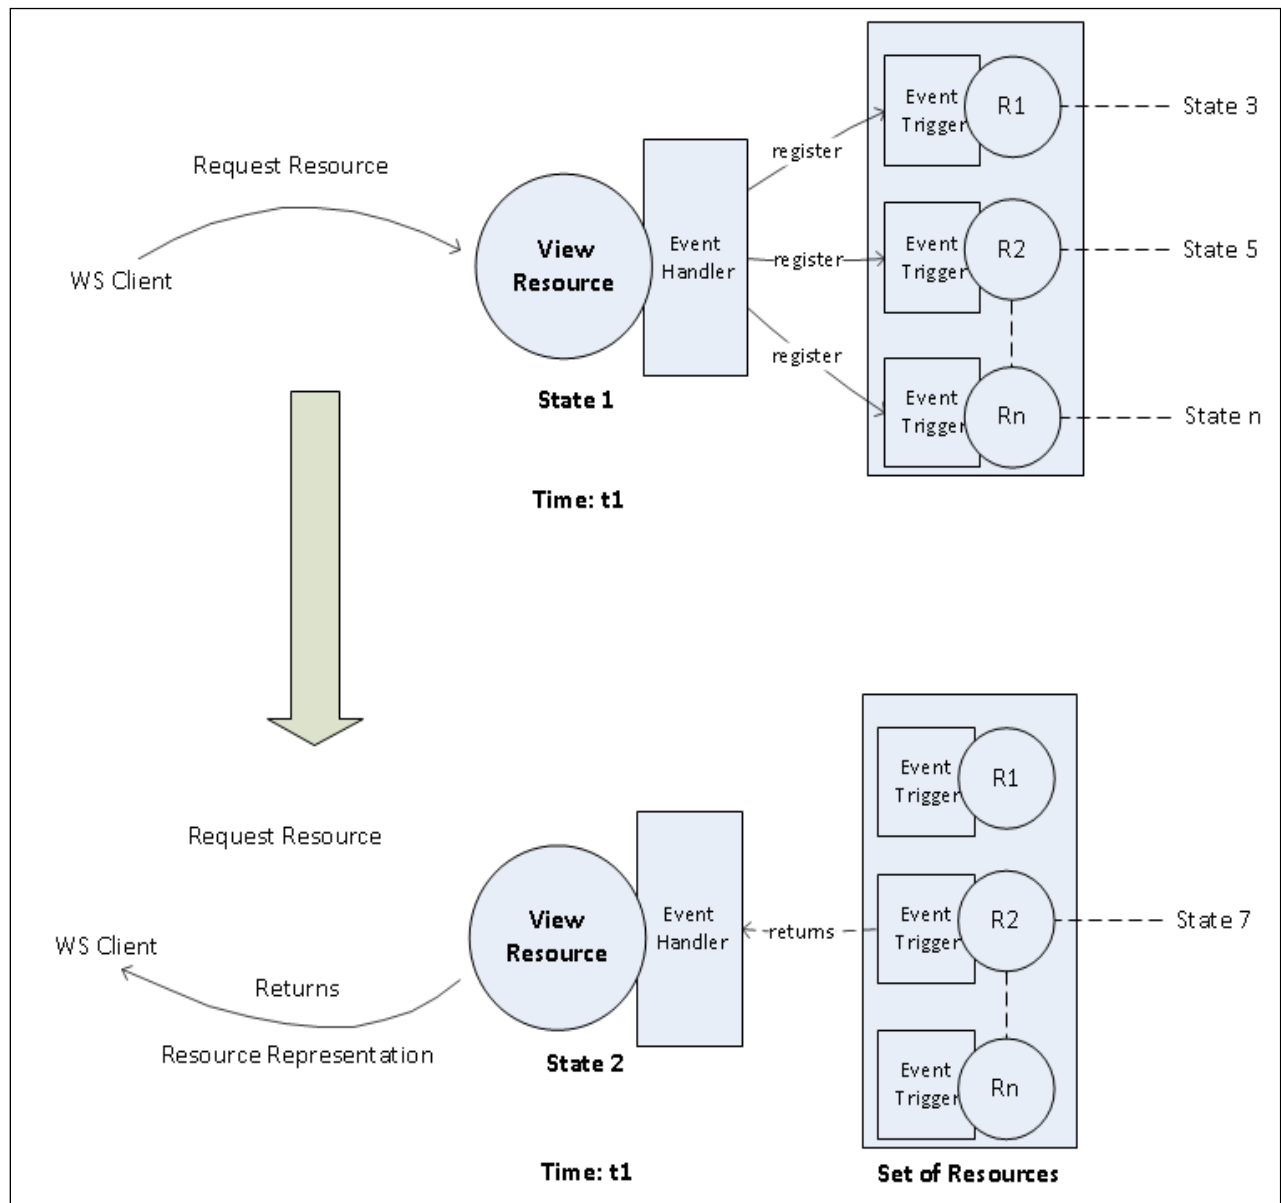 Event
Trigger
R1
State 3
register
Request Resource
View
Resource
Event
Handler
WS Client
register
Event
Trigger
R2
State 5
register
Event
Trigger
Rn
State n
State 1
Time: t1
Event
Trigger
R1
Request Resource
View
Resource
Event
Handler
returns
Event
Trigger
R2
State 7
WS Client
Returns
Resource Representation
State 2
Event
Trigger
Rn
Time: t1
Set of Resources